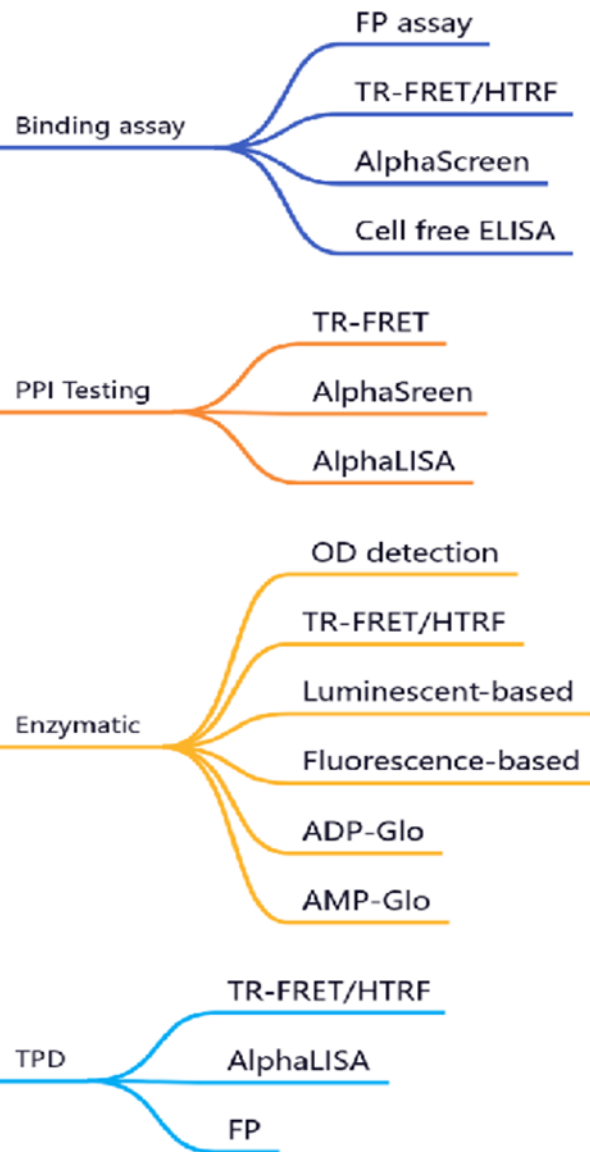 Binding assay
FP assay
TR-FRET/HTRF
AlphaScreen
Cell free ELISA
PPI Testing
TR-FRET
AlphaSreen
AlphaLISA
Enzymatic
OD detection
TR-FRET/HTRF
Luminescent-based
Fluorescence-based
ADP-Glo
AMP-Glo
TPD
TR-FRET/HTRF
AlphaLISA
FP